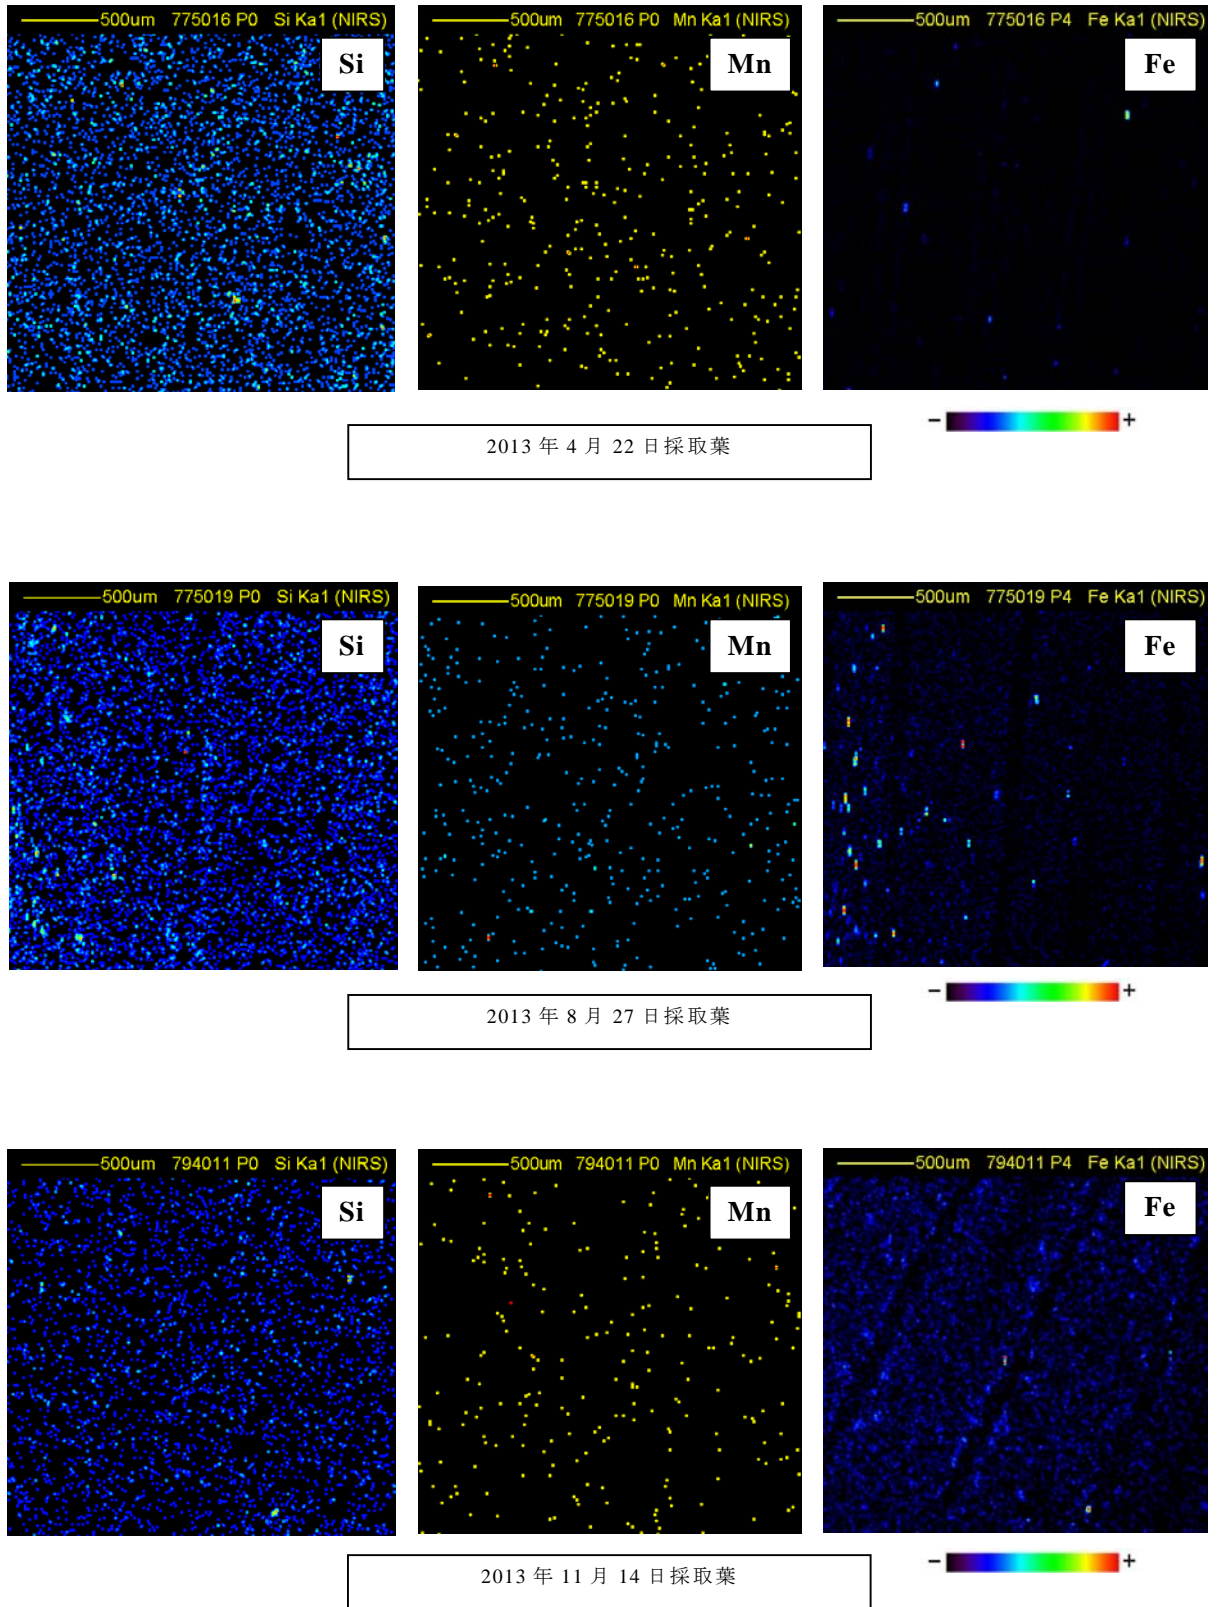 500um 775016 P0 Si Ka1 (NIRS)
Si
500um 775016 P0 Mn Ka1 (NIRS)
Mn
500um 775016 P4 Fe Ka1 (NIRS)
Fe
− +
2013 年 4 月 22 日採取葉
500um 775019 P0 Si Ka1 (NIRS)
Si
500um 775019 P0 Mn Ka1 (NIRS)
Mn
500um 775019 P4 Fe Ka1 (NIRS)
Fe
− +
2013 年 8 月 27 日採取葉
500um 794011 P0 Si Ka1 (NIRS)
Si
500um 794011 P0 Mn Ka1 (NIRS)
Mn
500um 794011 P4 Fe Ka1 (NIRS)
Fe
− +
2013 年 11 月 14 日採取葉